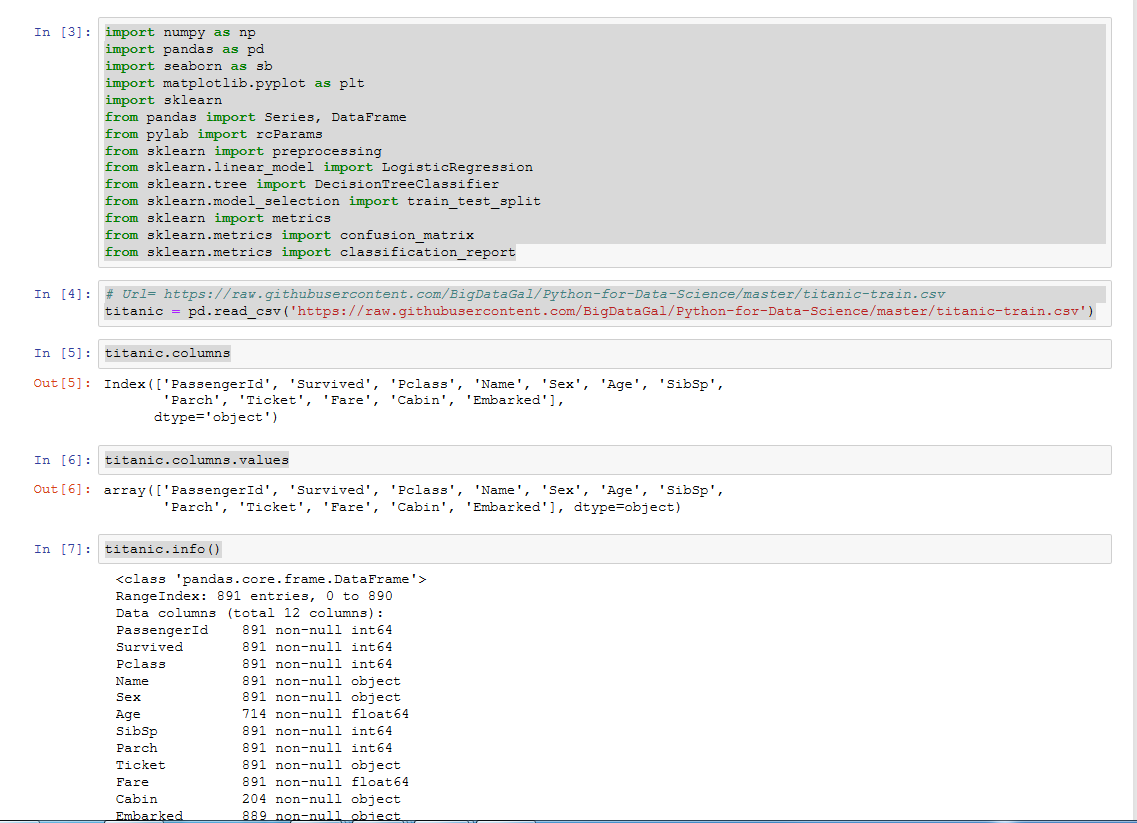 In [3]: import numpy as np
import pandas as pd
import seaborn as sb
import matplotlib.pyplot as plt
import sklearn
from pandas import Series, DataFrame
from pylab import rcParams
from sklearn import preprocessing
from sklearn.linear_model import LogisticRegression
from sklearn.tree import DecisionTreeClassifier
from sklearn.model_selection import train_test_split
from sklearn import metrics
from sklearn.metrics import confusion_matrix
from sklearn.metrics import classification_report
In [4]: # Url= https://raw.githubusercontent.com/BigDataGal/Python-for-Data-Science/master/titanic-train.csv
titanic = pd.read_csv('https://raw.githubusercontent.com/BigDataGal/Python-for-Data-Science/master/titanic-train.csv')
In [5]: titanic.columns
Out[5]: Index(['PassengerId', 'Survived', 'Pclass', 'Name', 'Sex', 'Age', 'SibSp',
'Parch', 'Ticket', 'Fare', 'Cabin', 'Embarked'],
dtype='object')
In [6]: titanic.columns.values
Out[6]: array(['PassengerId', 'Survived', 'Pclass', 'Name', 'Sex', 'Age', 'SibSp',
'Parch', 'Ticket', 'Fare', 'Cabin', 'Embarked'], dtype=object)
In [7]: titanic.info()
<class 'pandas.core.frame.DataFrame'>
RangeIndex: 891 entries, 0 to 890
Data columns (total 12 columns):
PassengerId    891 non-null int64
Survived       891 non-null int64
Pclass         891 non-null int64
Name           891 non-null object
Sex            891 non-null object
Age            714 non-null float64
SibSp          891 non-null int64
Parch          891 non-null int64
Ticket         891 non-null object
Fare           891 non-null float64
Cabin          204 non-null object
Embarked       889 non-null object